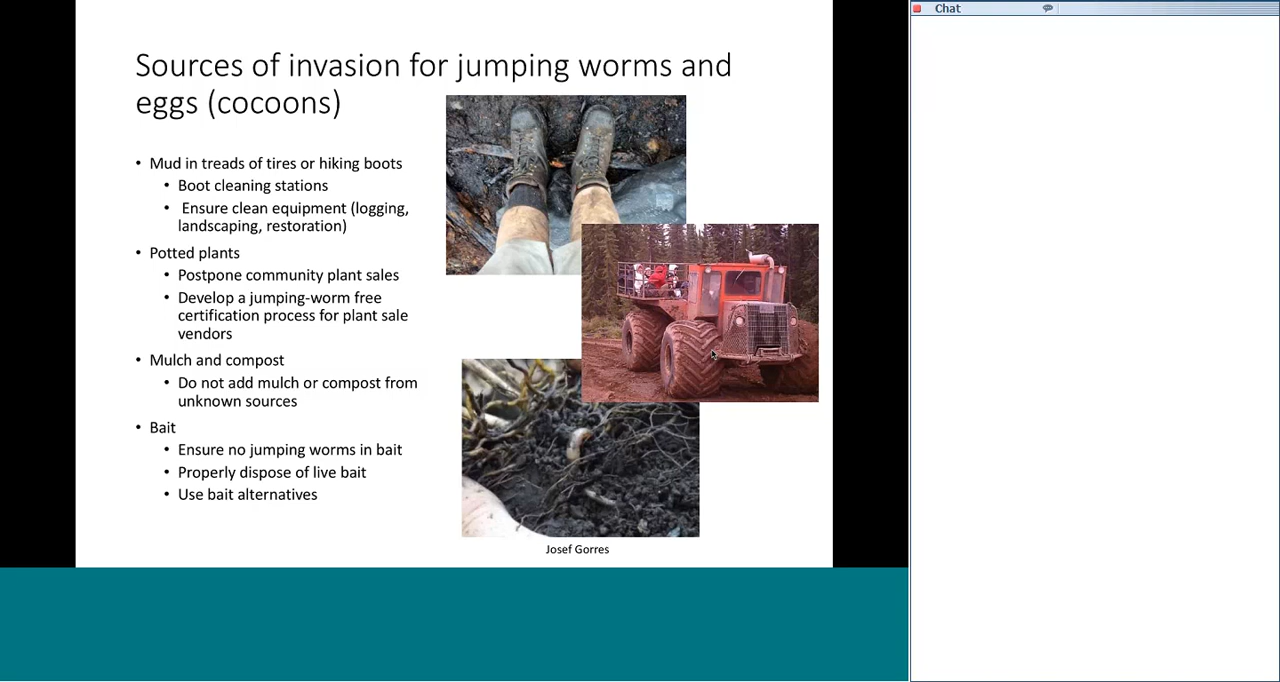 Sources of invasion for jumping worms and
eggs (cocoons)
• Mud in treads of tires or hiking boots
• Boot cleaning stations
• Ensure clean equipment (logging,
landscaping, restoration)
• Potted plants
• Postpone community plant sales
• Develop a jumping-worm free
certification process for plant sale
vendors
• Mulch and compost
• Do not add mulch or compost from
unknown sources
• Bait
• Ensure no jumping worms in bait
• Properly dispose of live bait
• Use bait alternatives
Josef Gorres
Chat